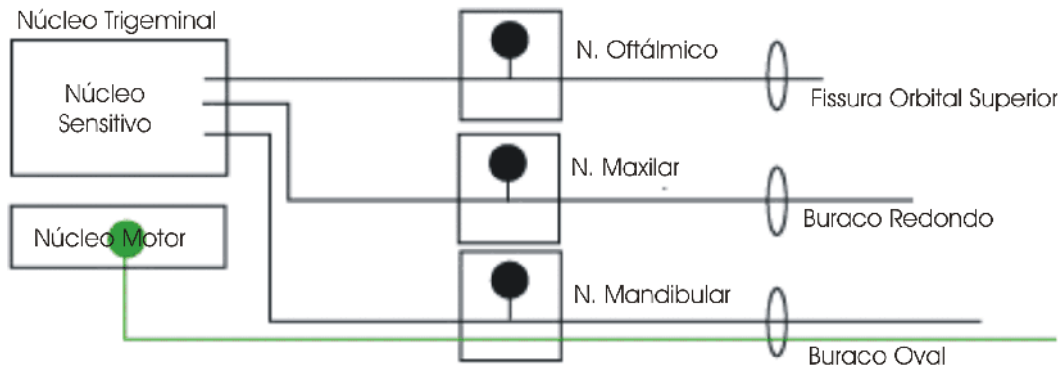 Núcleo Trigeminal
Núcleo
Sensitivo
Núcleo Motor
N. Oftálmico
Fissura Orbital Superior
N. Maxilar
Buraco Redondo
N. Mandibular
Buraco Oval